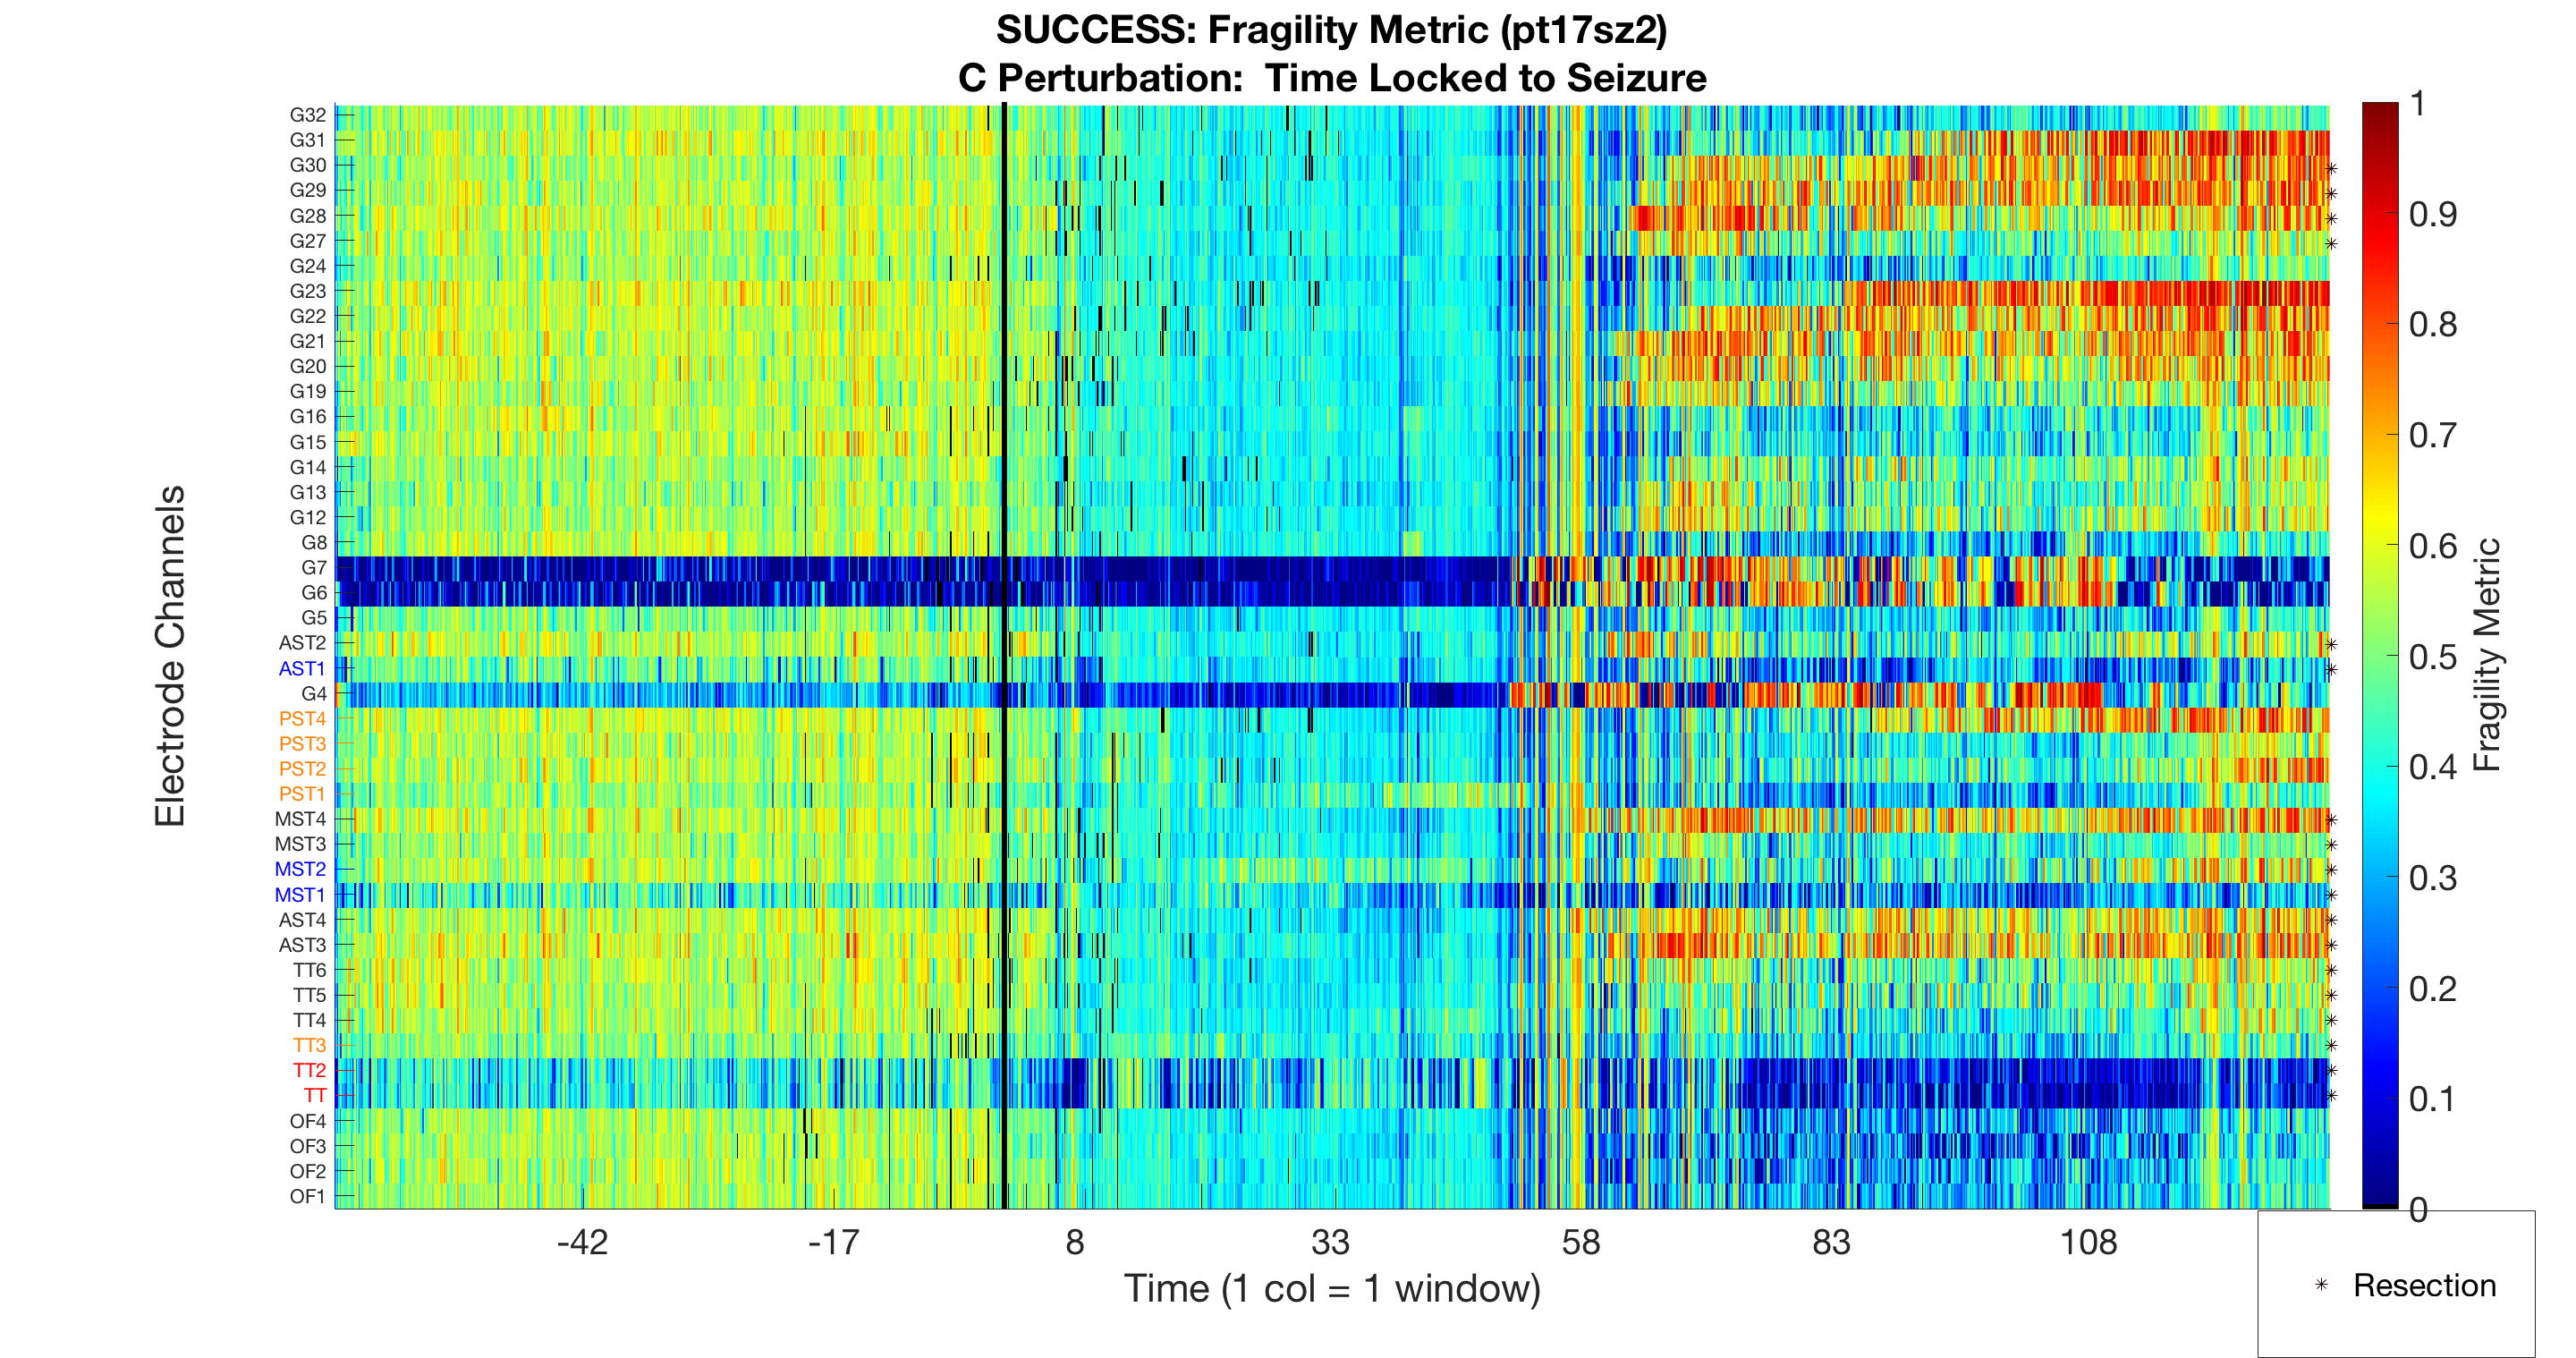 SUCCESS: Fragility Metric (pt17sz2)
C Perturbation:  Time Locked to Seizure
Electrode Channels
G32
G31
G30
G29
G28
G27
G24
G23
G22
G21
G20
G19
G16
G15
G14
G13
G12
G8
G7
G6
G5
AST2
AST1
G4
PST4
PST3
PST2
PST1
MST4
MST3
MST2
MST1
AST4
AST3
TT6
TT5
TT4
TT3
TT2
TT
OF4
OF3
OF2
OF1
-42 -17 8 33 58 83 108
Time (1 col = 1 window)
1
0.9
0.8
0.7
0.6
0.5
0.4
0.3
0.2
0.1
0
Fragility Metric
Resection